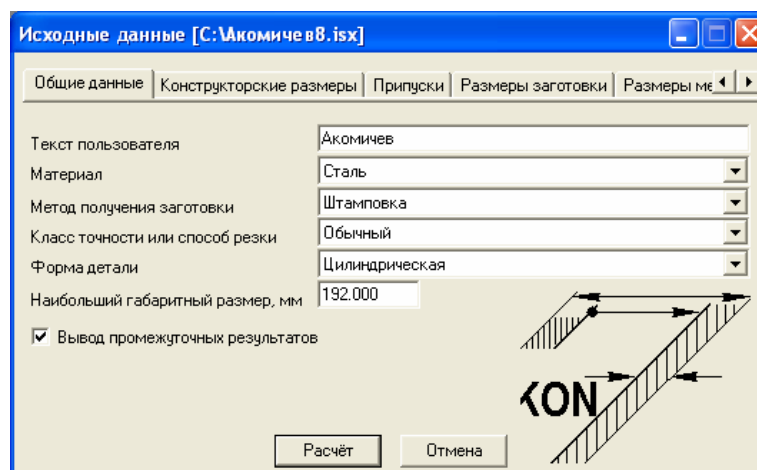 Исходные данные [C:\Акомичев8.isx]
Общие данные Конструкторские размеры Припуски Размеры заготовки Размеры ме
Текст пользователя Акомичев
Материал Сталь
Метод получения заготовки Штамповка
Класс точности или способ резки Обычный
Форма детали Цилиндрическая
Наибольший габаритный размер, мм 192.000
Вывод промежуточных результатов
KON
Расчёт Отмена